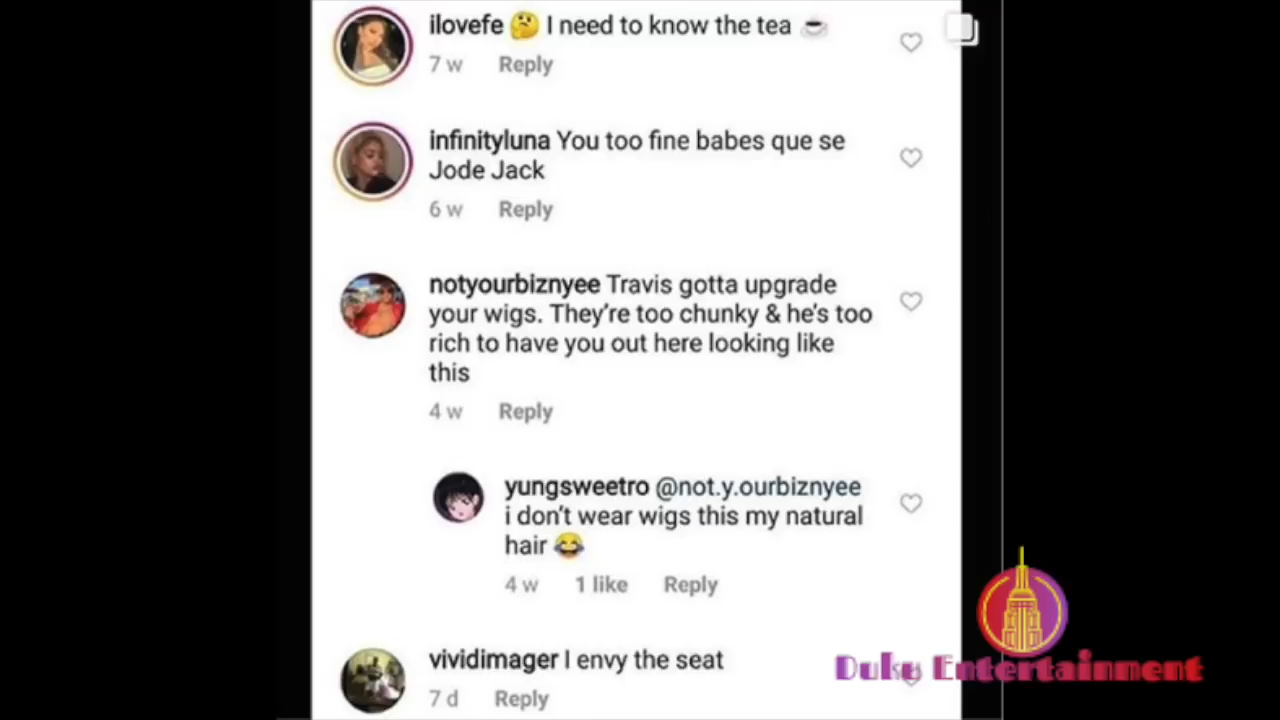 ilovefe 🤔 I need to know the tea ☕
7 w Reply
infinityluna You too fine babes que se
Jode Jack
6 w Reply
notyourbiznyee Travis gotta upgrade
your wigs. They're too chunky & he's too
rich to have you out here looking like
this
4 w Reply
yungsweetro @not.y.ourbiznyee
i don't wear wigs this my natural
hair 😂
4 w 1 like Reply
vividimager I envy the seat
7 d Reply
Duku Entertainment